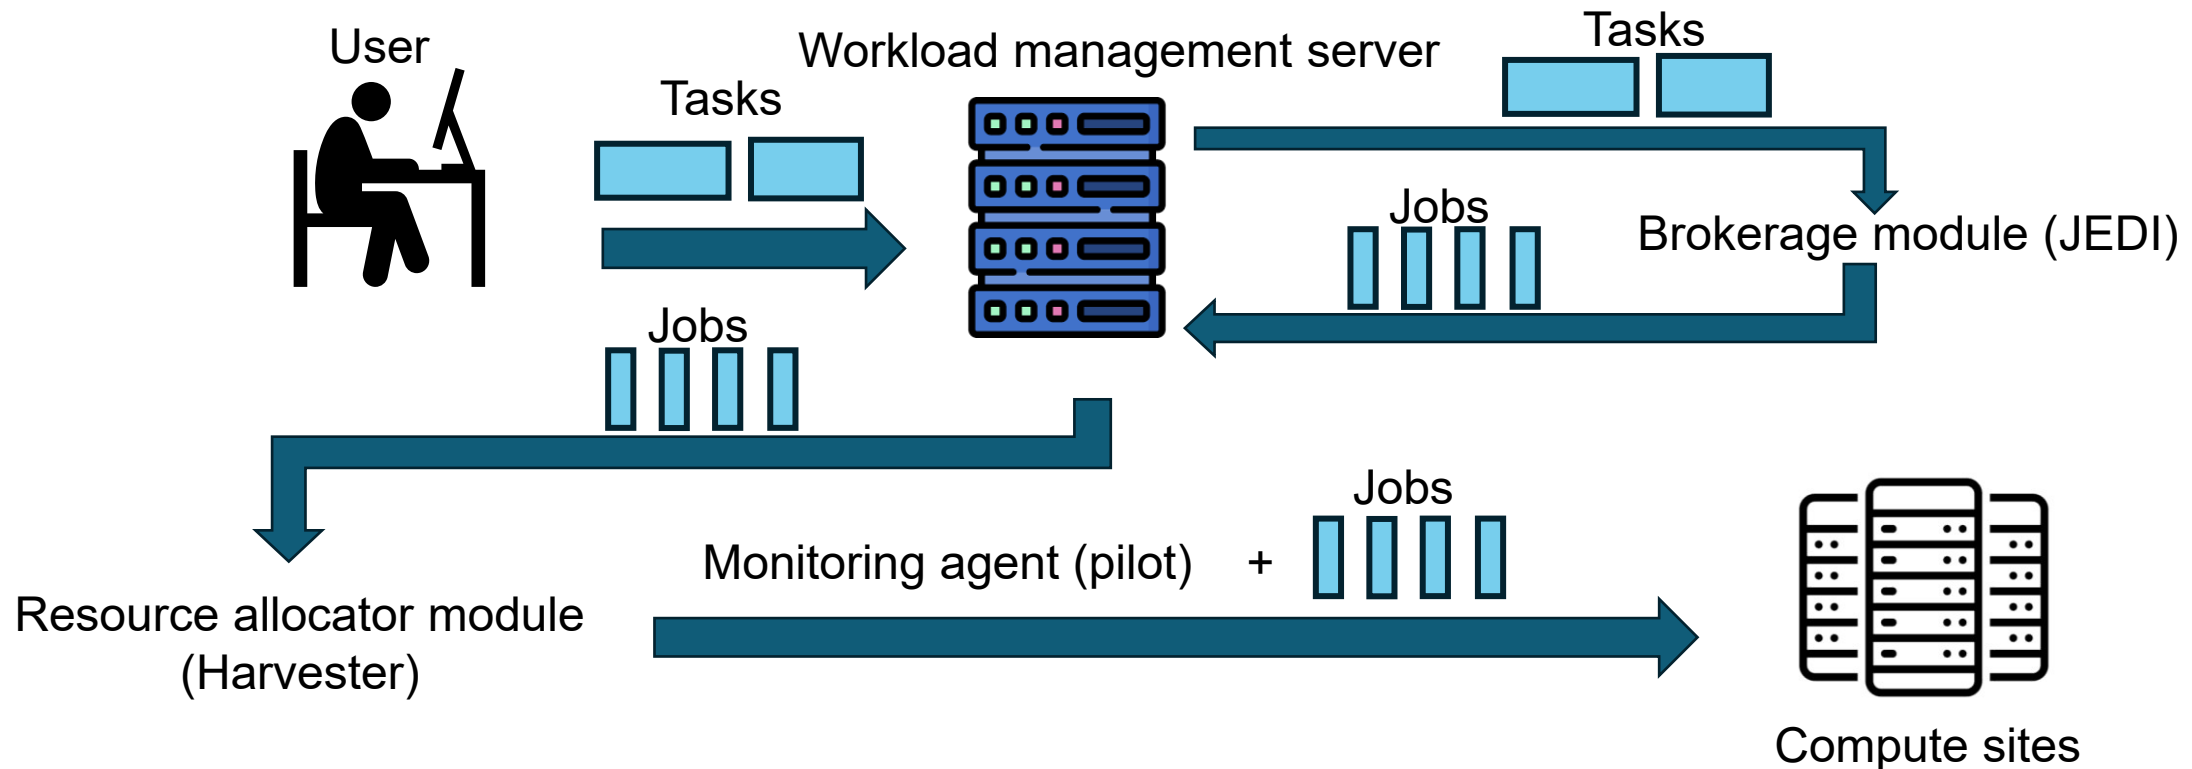 User
Workload management server
Tasks
Tasks
Jobs
Brokerage module (JEDI)
Jobs
Jobs
Monitoring agent (pilot) +
Resource allocator module
(Harvester)
Compute sites